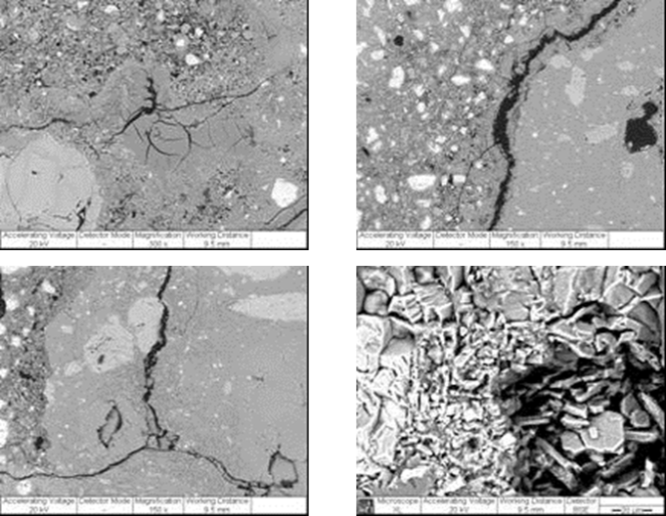 Accelerating Voltage Detector Mode Magnification Working Distance
20 kV - 300 x 9.5 mm
Accelerating Voltage Detector Mode Magnification Working Distance
20 kV - 150 x 9.5 mm
Accelerating Voltage Detector Mode Magnification Working Distance
20 kV - 150 x 9.5 mm
Microscope Accelerating Voltage Working Distance Detector
XL 20 kV 9.5 mm BSE